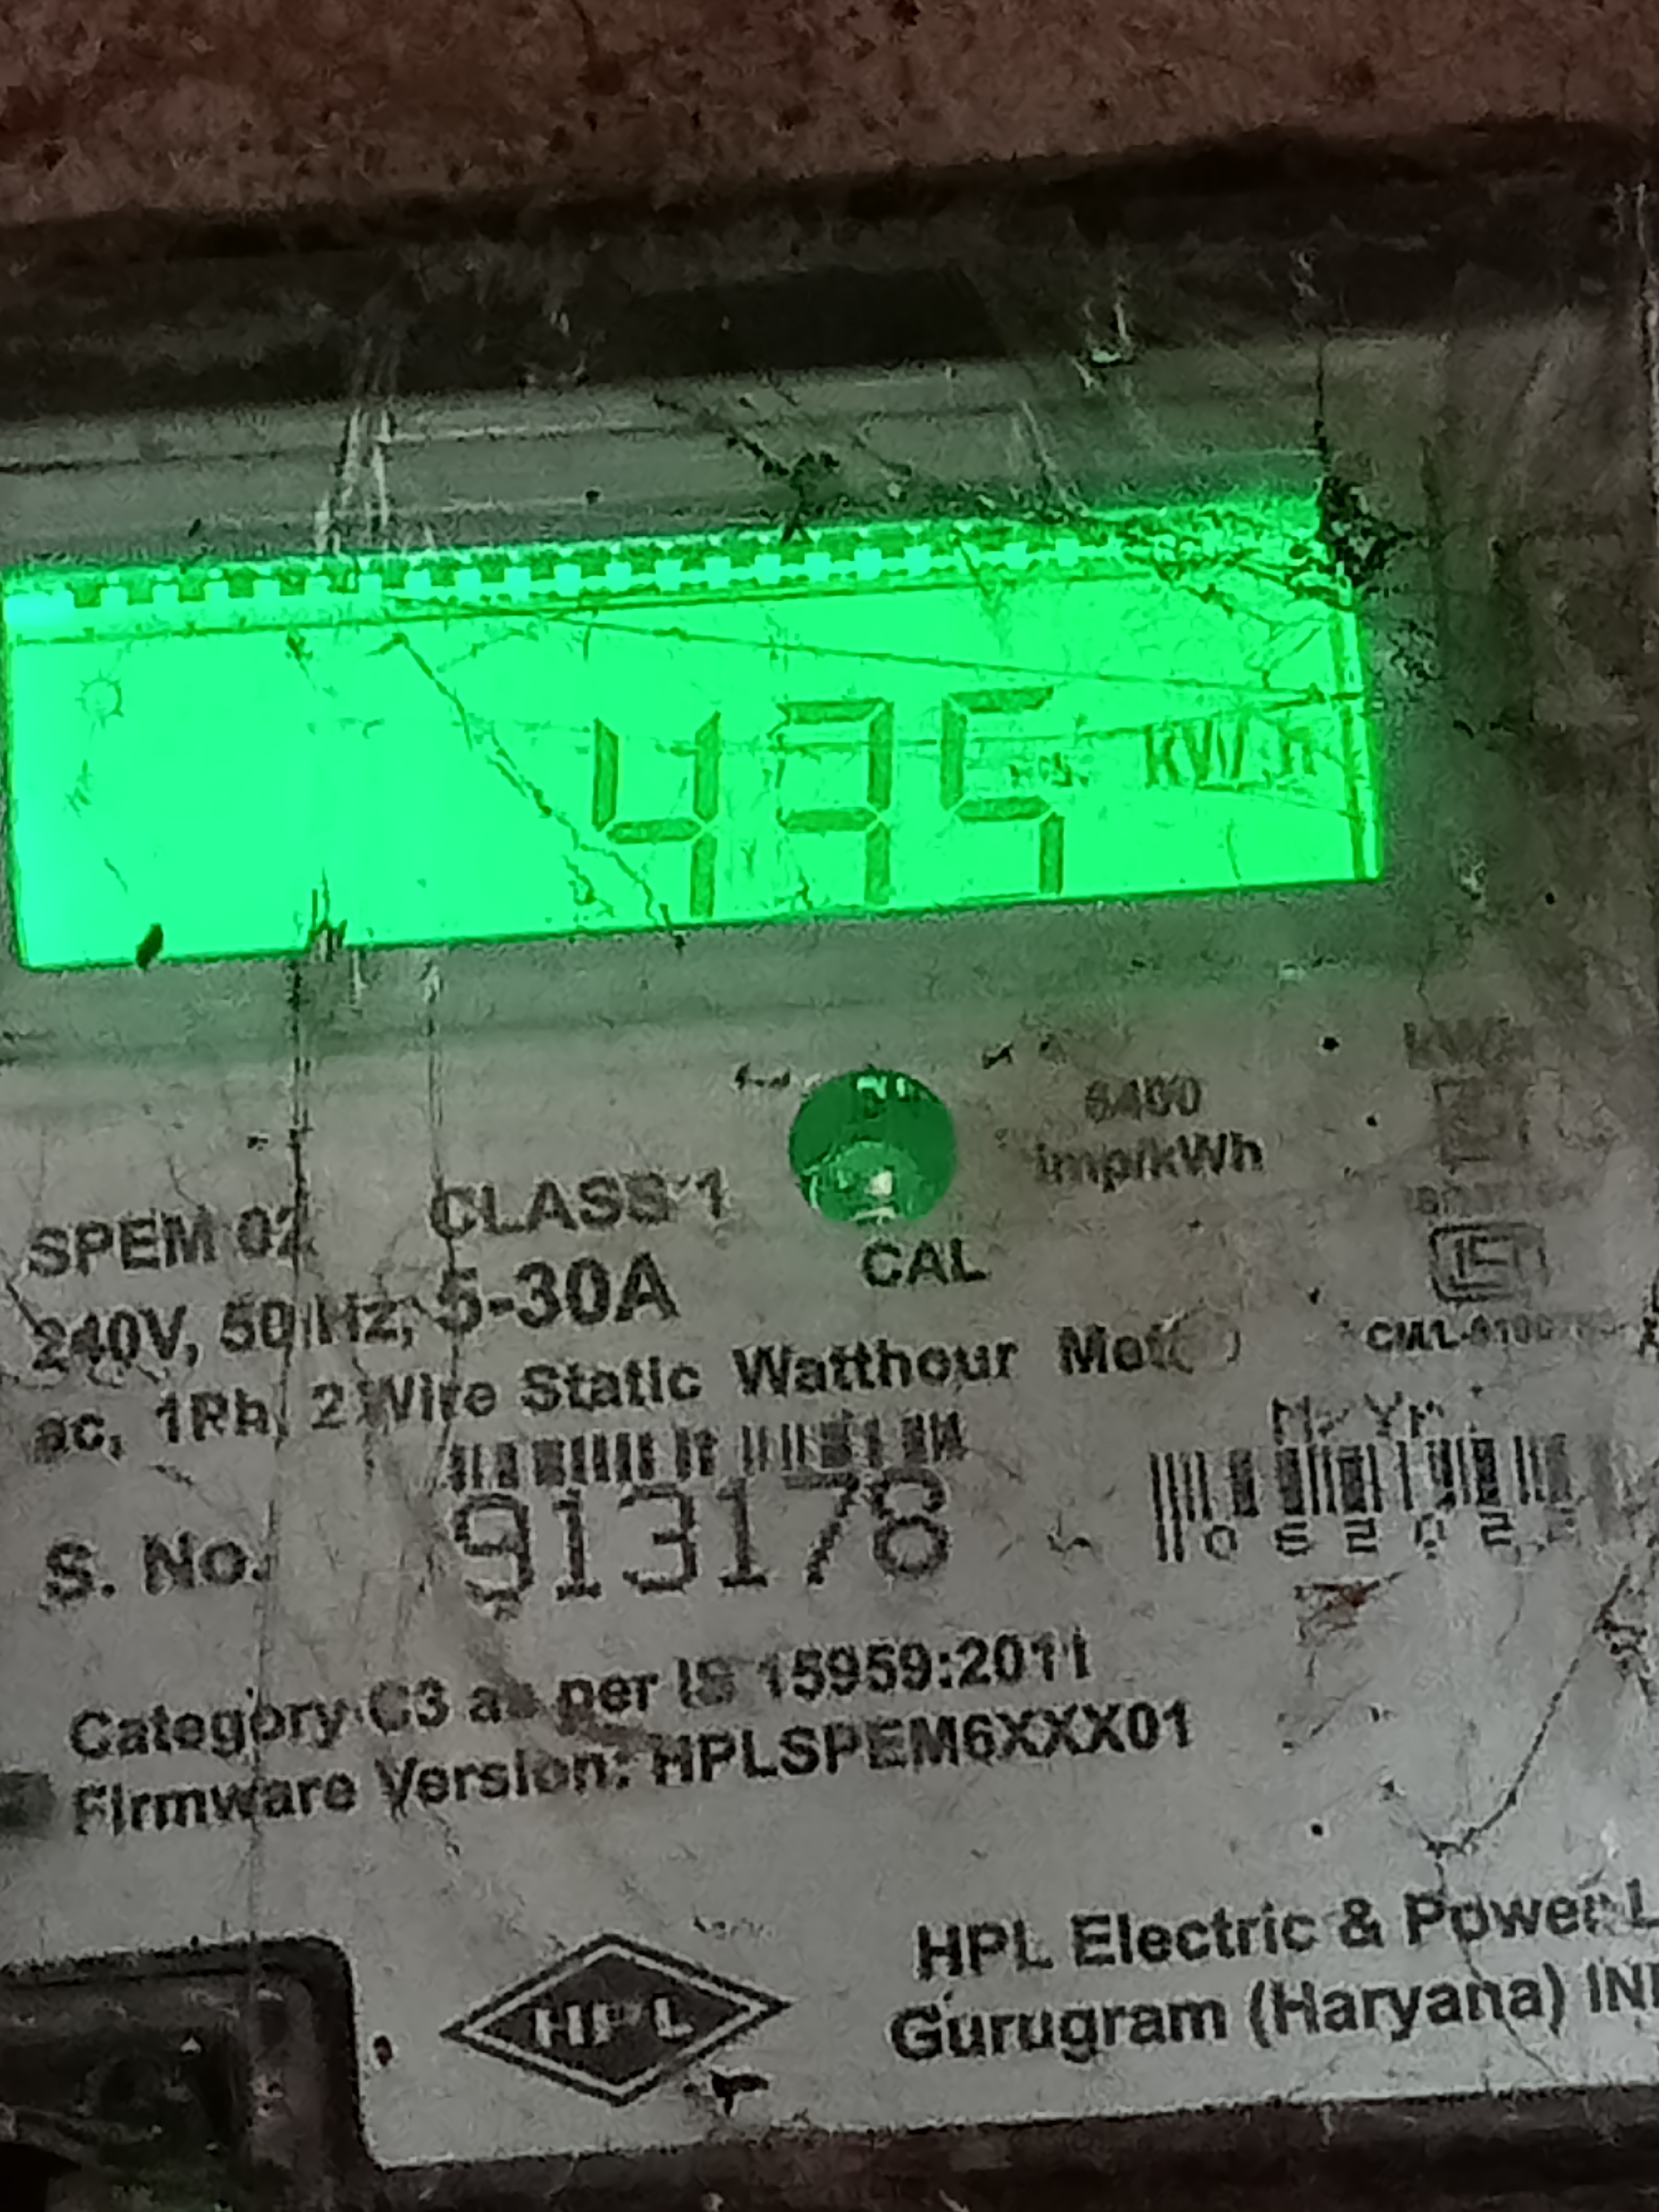 435 kWh
6400
imp/kWh
SPEM 02 CLASS 1
CAL
240V, 50 Hz, 5-30A
ac, 1Ph, 2 Wire Static Watthour
S. No. 913178
Category C3 as per IS 15959:2011
Firmware Version: HPLSPEM6XXX01
HPL
HPL Electric & Power L
Gurugram (Haryana) IN